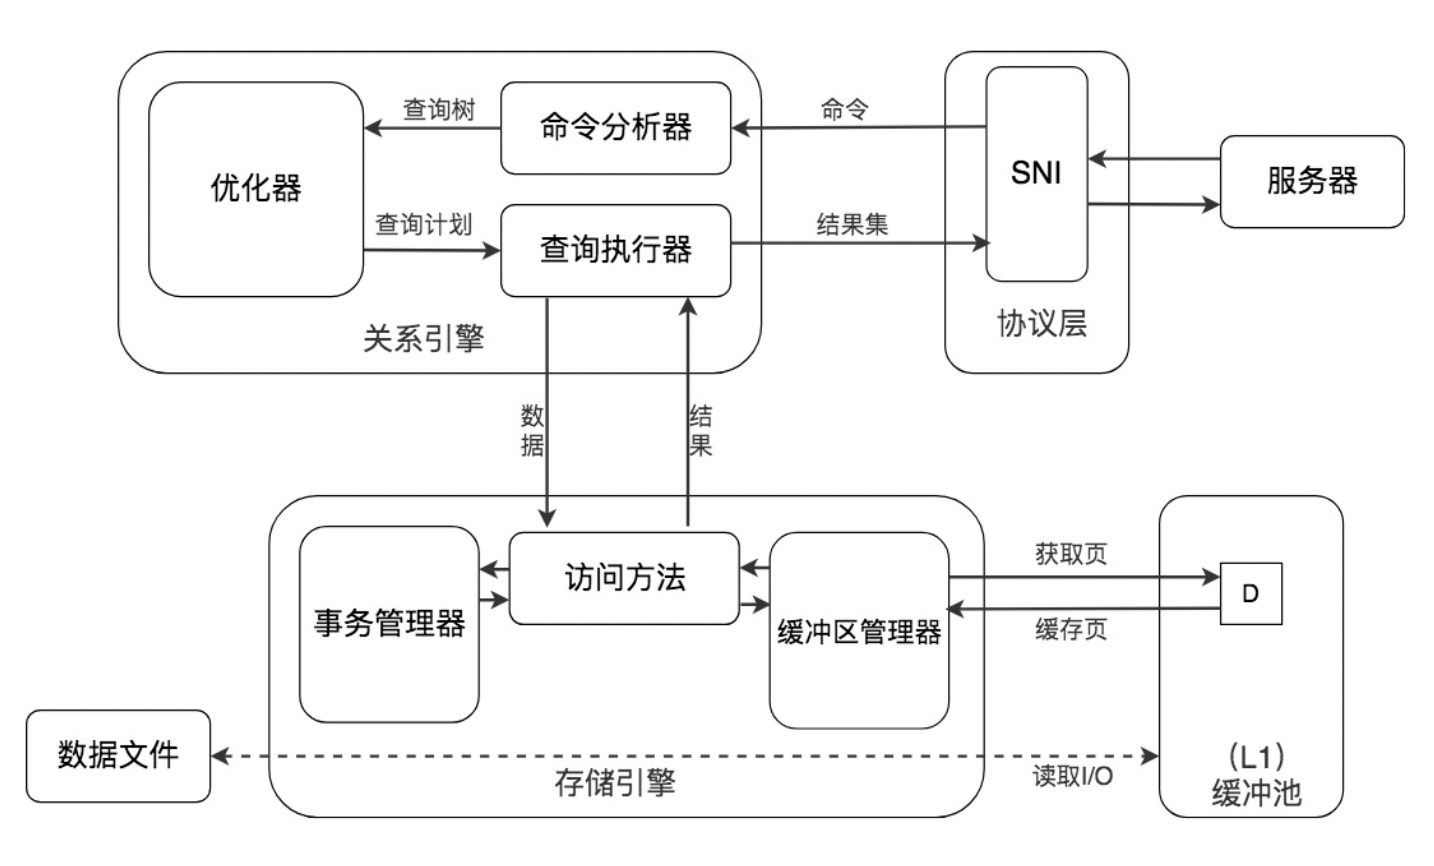 查询树
命令分析器
命令
SNI
服务器
优化器
查询计划
查询执行器
结果集
关系引擎
协议层
数
据
结
果
事务管理器
访问方法
缓冲区管理器
获取页
D
缓存页
数据文件
存储引擎
读取I/O
（L1）
缓冲池